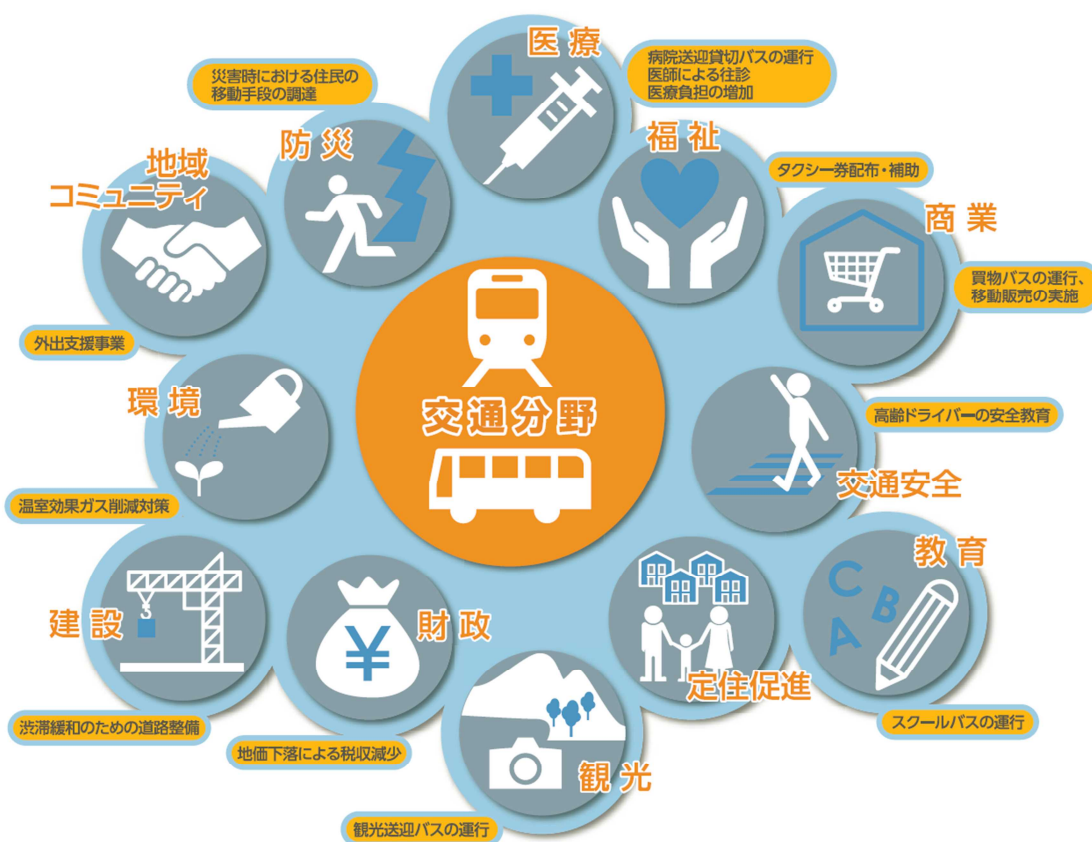 医療
病院送迎貸切バスの運行
医師による往診
医療負担の増加
災害時における住民の
移動手段の調達
防災
福祉
タクシー券配布・補助
地域
コミュニティ
外出支援事業
商業
買物バスの運行、
移動販売の実施
交通分野
環境
温室効果ガス削減対策
高齢ドライバーの安全教育
交通安全
教育
C
B
A
スクールバスの運行
建設
渋滞緩和のための道路整備
財政
¥
地価下落による税収減少
定住促進
観光
観光送迎バスの運行